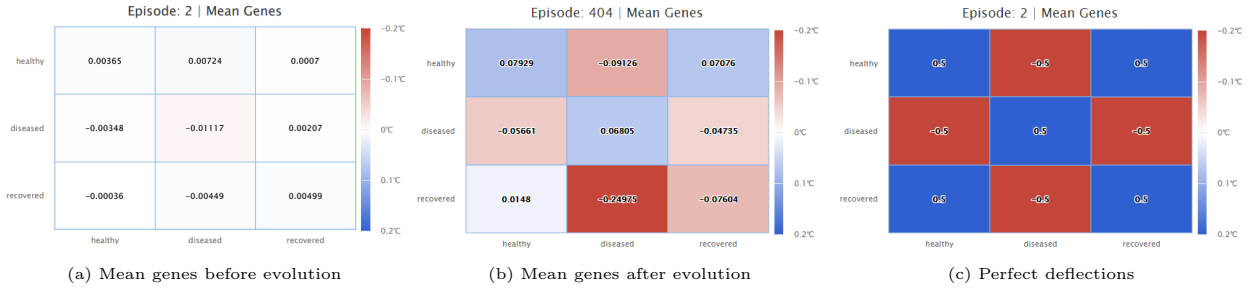 Episode: 2 | Mean Genes
healthy 0.00365 0.00724 0.0007
diseased −0.00348 −0.01117 0.00207
recovered −0.00036 −0.00449 0.00499
healthy diseased recovered
−0.2℃
−0.1℃
0℃
0.1℃
0.2℃
(a) Mean genes before evolution
Episode: 404 | Mean Genes
healthy 0.07929 −0.09126 0.07076
diseased −0.05661 0.06805 −0.04735
recovered 0.0148 −0.24975 −0.07604
healthy diseased recovered
−0.2℃
−0.1℃
0℃
0.1℃
0.2℃
(b) Mean genes after evolution
Episode: 2 | Mean Genes
healthy 0.5 −0.5 0.5
diseased −0.5 0.5 −0.5
recovered 0.5 −0.5 0.5
healthy diseased recovered
−0.2℃
−0.1℃
0℃
0.1℃
0.2℃
(c) Perfect deflections